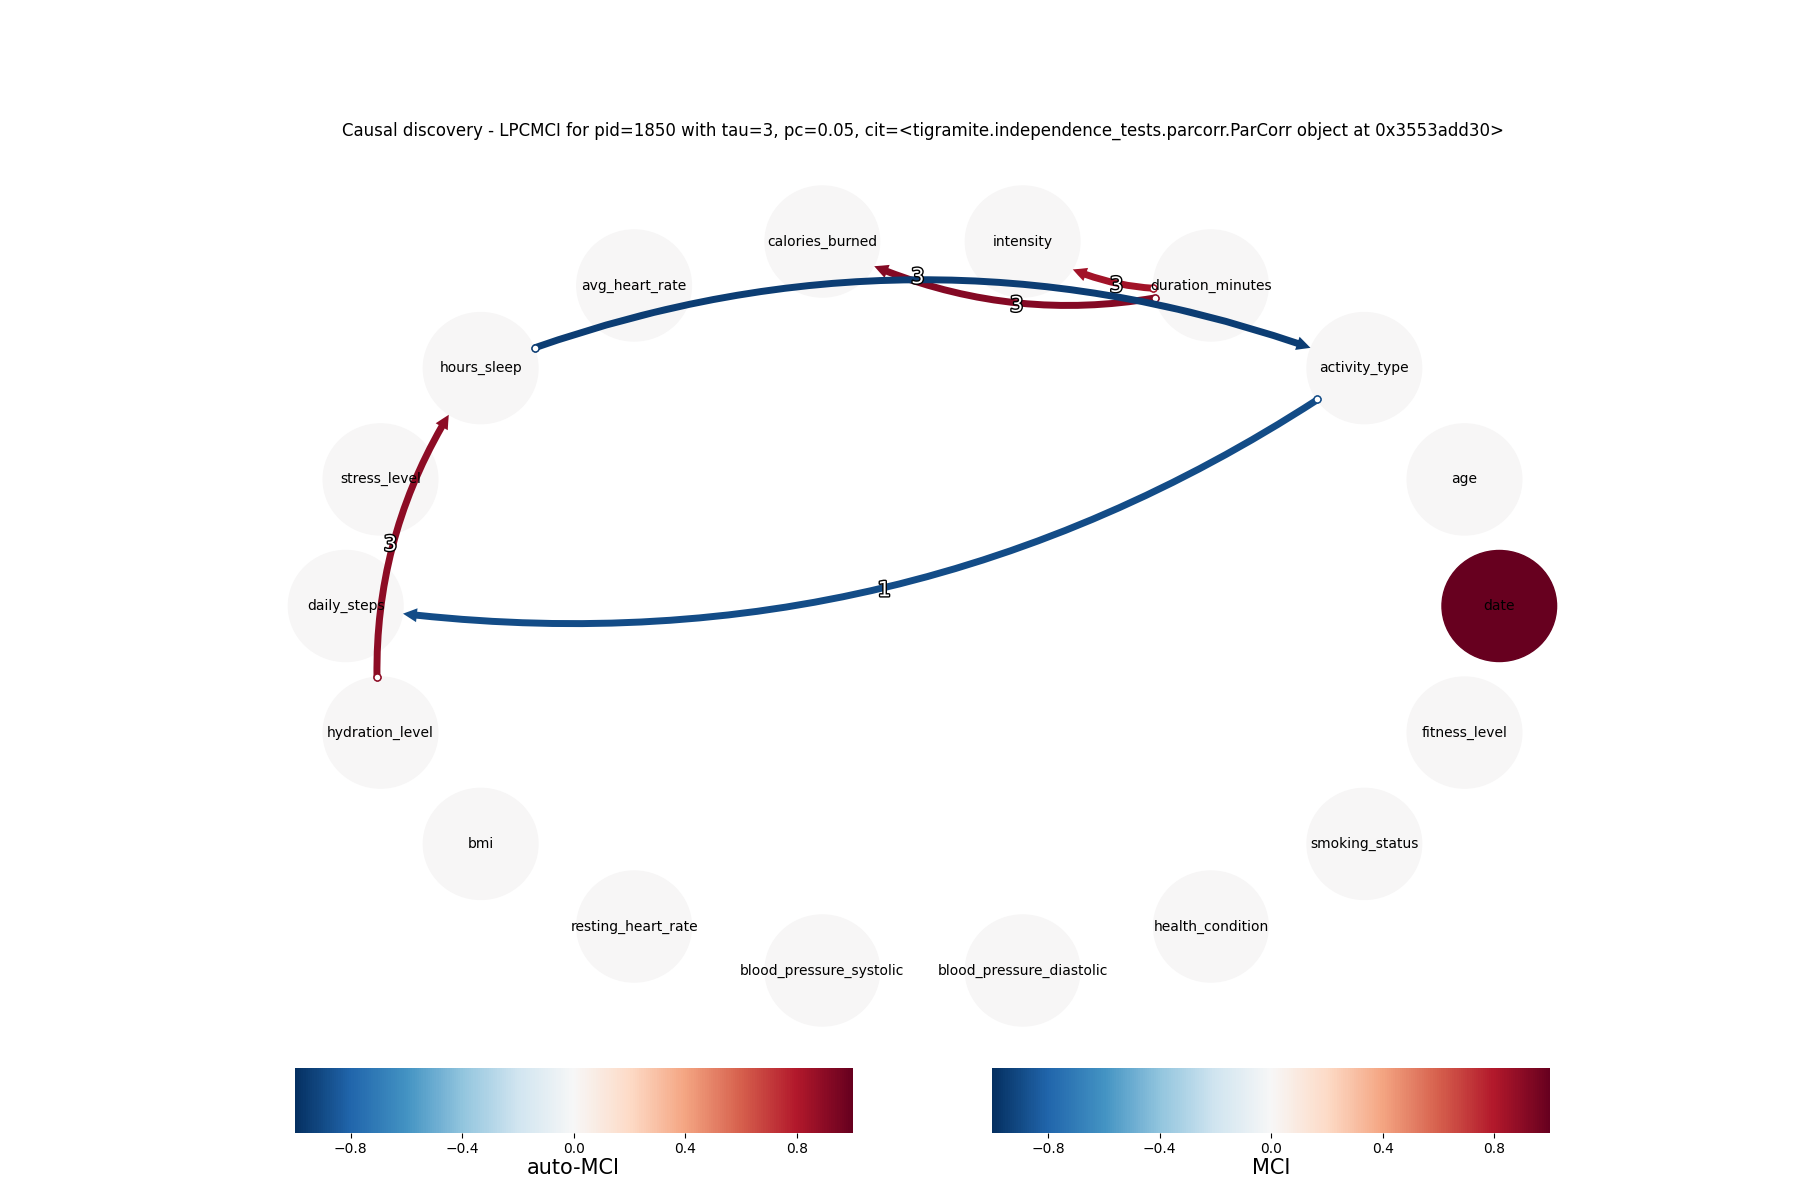 Causal discovery - LPCMCI for pid=1850 with tau=3, pc=0.05, cit=<tigramite.independence_tests.parcorr.ParCorr object at 0x3553add30>
calories_burned
intensity
avg_heart_rate
duration_minutes
3
3
3
hours_sleep
activity_type
stress_level
age
3
1
daily_steps
date
hydration_level
fitness_level
bmi
smoking_status
resting_heart_rate
health_condition
blood_pressure_systolic
blood_pressure_diastolic
−0.8 −0.4 0.0 0.4 0.8
auto-MCI
−0.8 −0.4 0.0 0.4 0.8
MCI